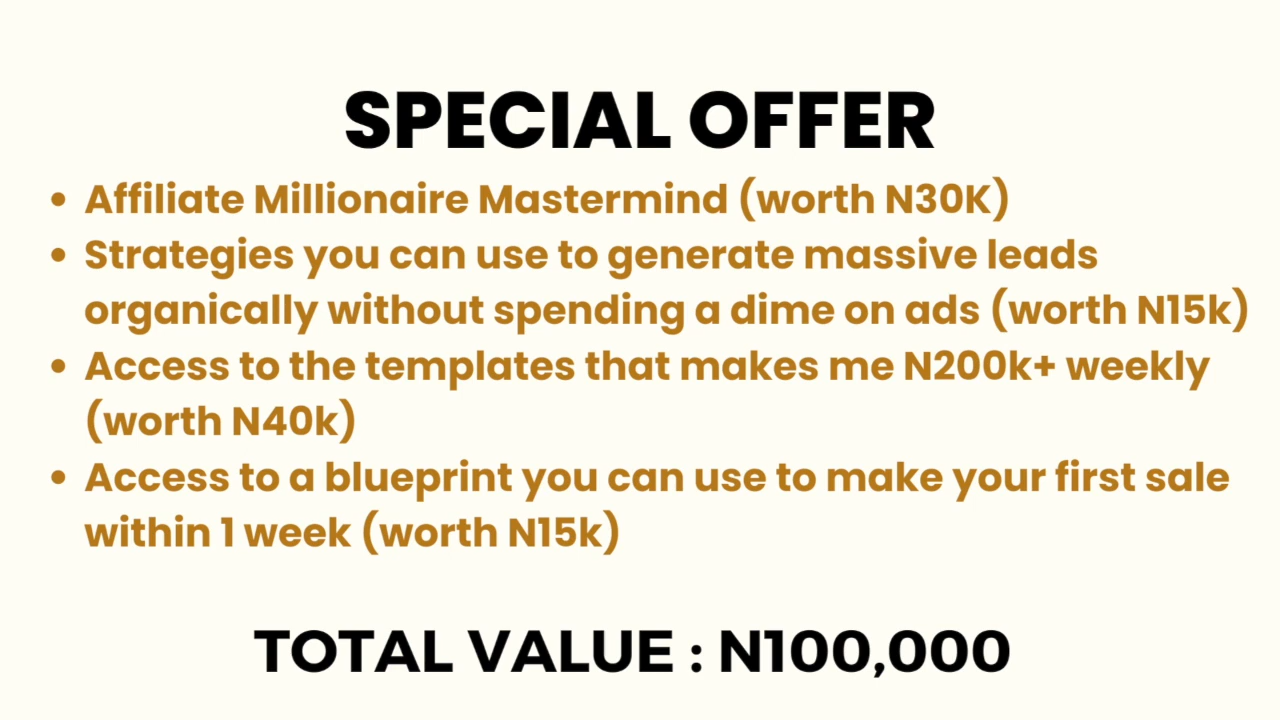 SPECIAL OFFER
• Affiliate Millionaire Mastermind (worth N30K)
• Strategies you can use to generate massive leads
organically without spending a dime on ads (worth N15k)
• Access to the templates that makes me N200k+ weekly
(worth N40k)
• Access to a blueprint you can use to make your first sale
within 1 week (worth N15k)
TOTAL VALUE : N100,000